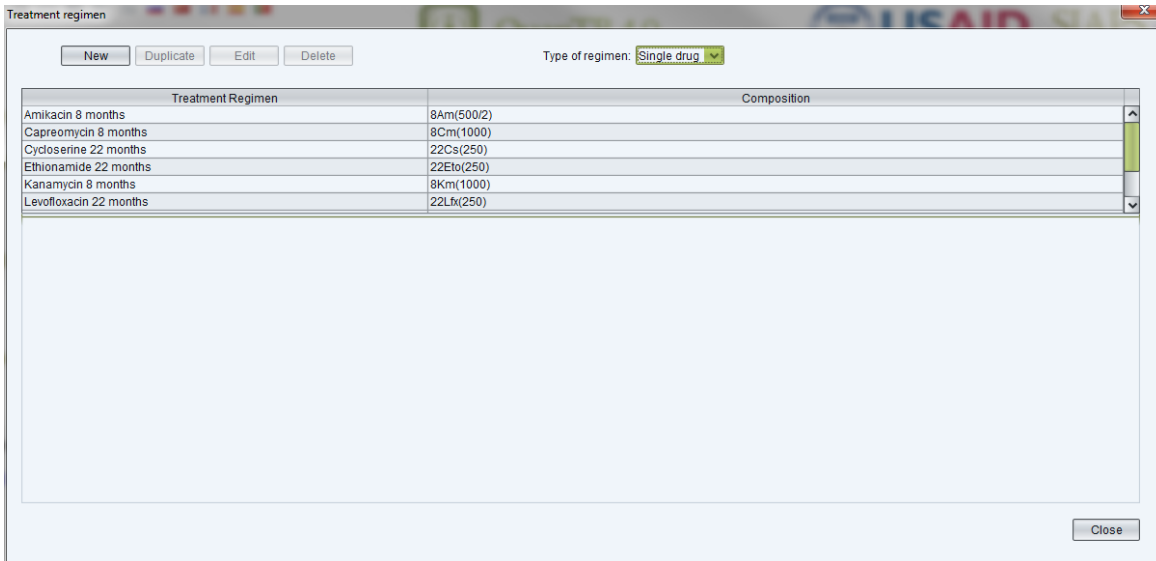 Treatment regimen
USAID SIAPS
New Duplicate Edit Delete Type of regimen: Single drug
Treatment Regimen Composition
Amikacin 8 months 8Am(500/2)
Capreomycin 8 months 8Cm(1000)
Cycloserine 22 months 22Cs(250)
Ethionamide 22 months 22Eto(250)
Kanamycin 8 months 8Km(1000)
Levofloxacin 22 months 22Lfx(250)
Close